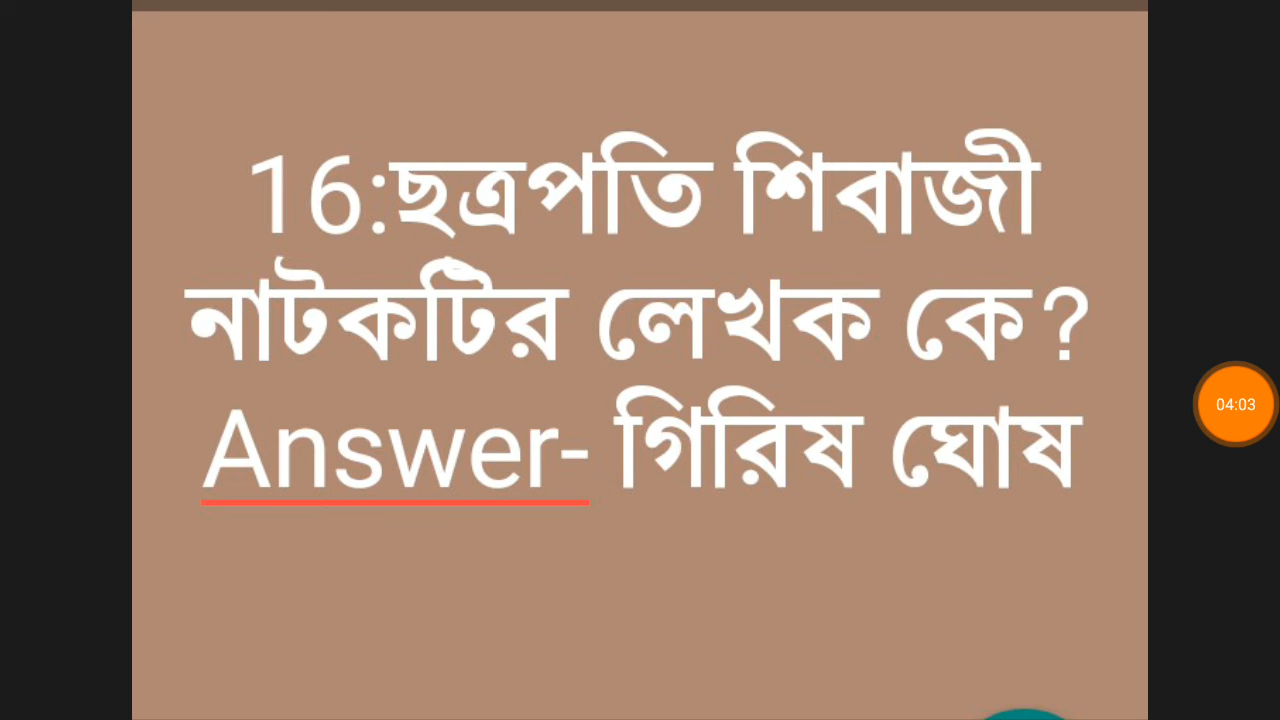 16:ছত্রপতি শিবাজী
নাটকটির লেখক কে?
Answer- গিরিষ ঘোষ
04:03